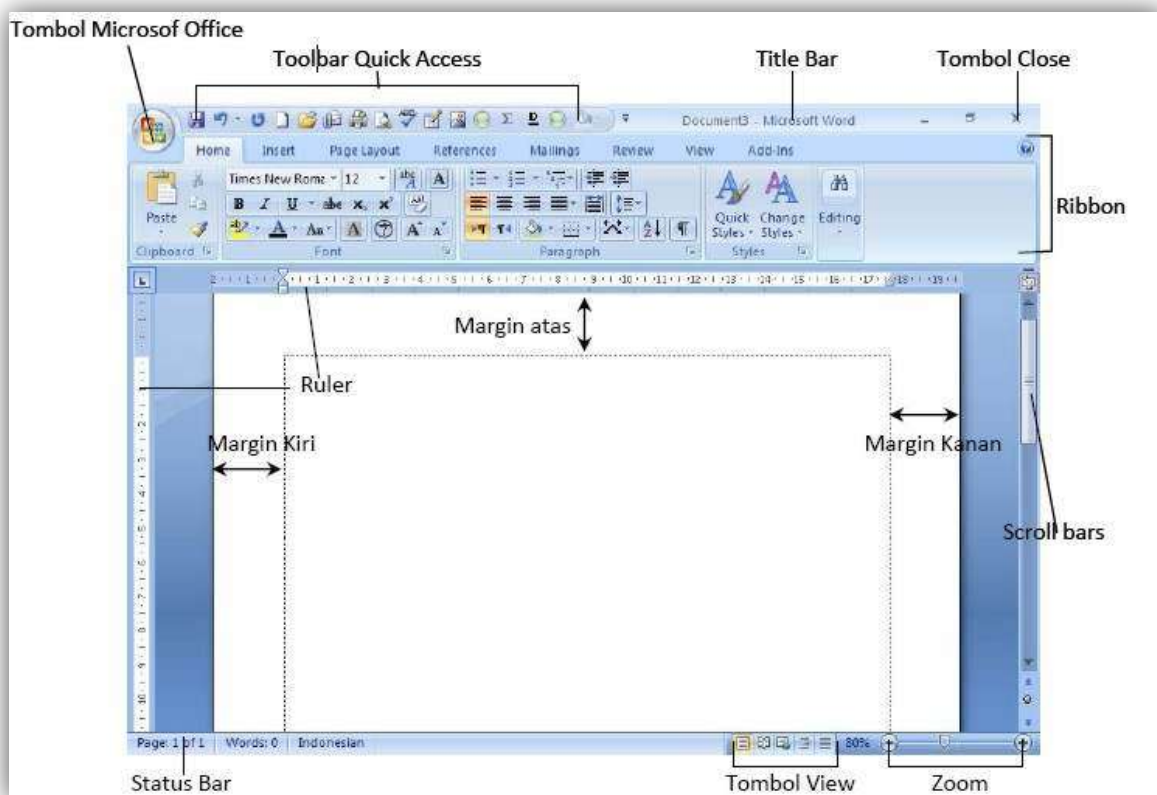 Tombol Microsof Office
Toolbar Quick Access
Title Bar
Tombol Close
Document3 - Microsoft Word
Home Insert Page Layout References Mailings Review View Add-Ins
Times New Roma 12
Paste
Quick Styles
Change Styles
Editing
Clipboard Font Paragraph Styles
Ribbon
Margin atas
Ruler
Margin Kiri
Margin Kanan
Scroll bars
Page: 1 of 1 Words: 0 Indonesian 80%
Status Bar
Tombol View
Zoom